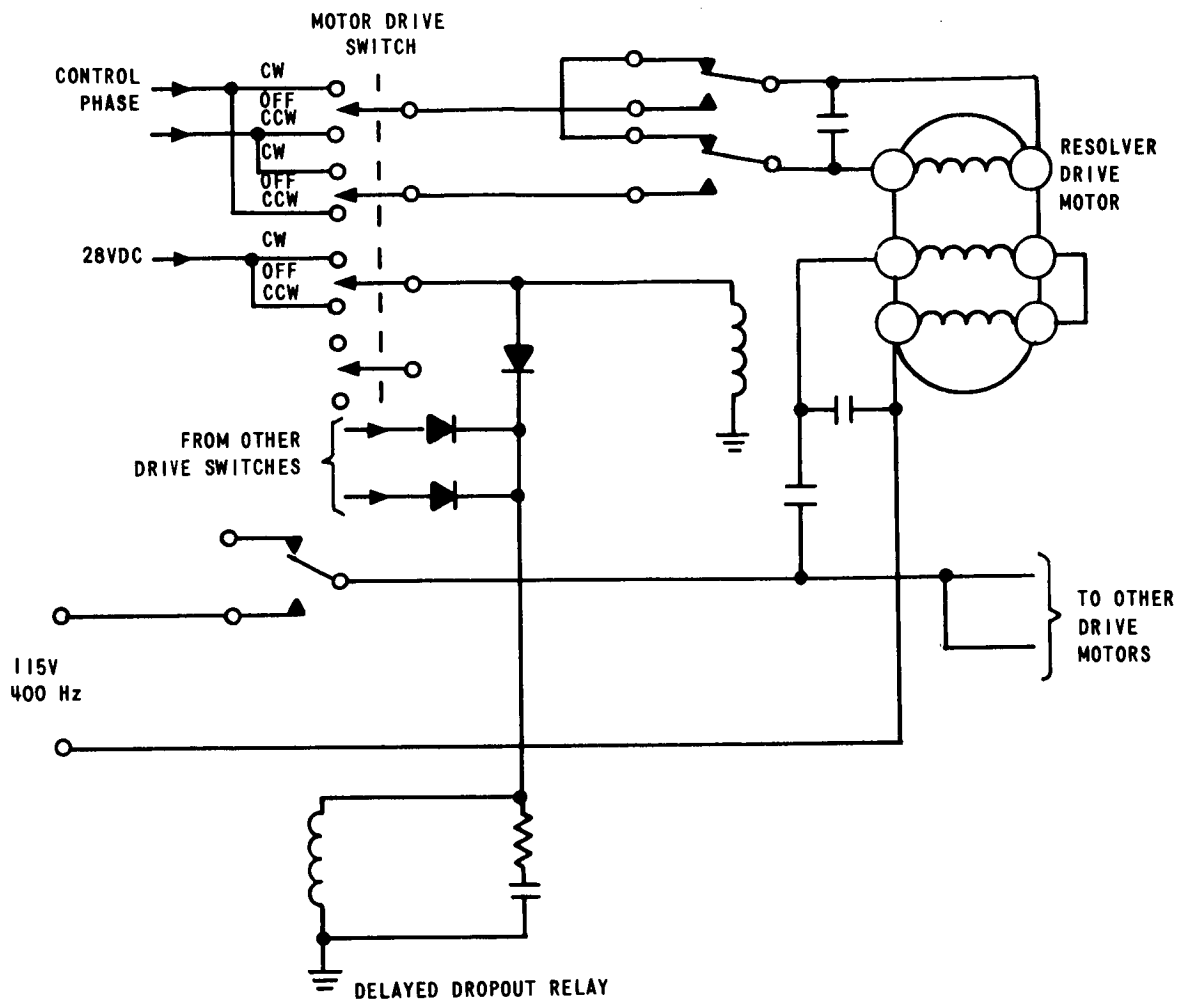 MOTOR DRIVE
SWITCH
CONTROL
PHASE
CW
OFF
CCW
CW
OFF
CCW
28VDC
CW
OFF
CCW
RESOLVER
DRIVE
MOTOR
FROM OTHER
DRIVE SWITCHES
115V
400 Hz
TO OTHER
DRIVE
MOTORS
DELAYED DROPOUT RELAY